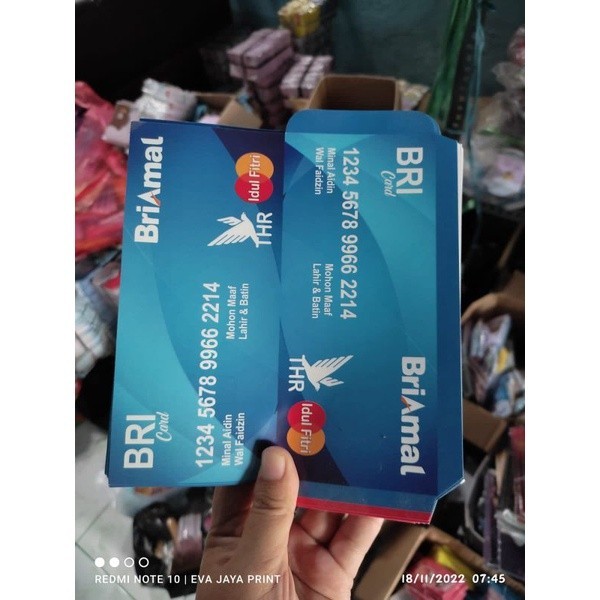 BriAmal
Idul Fitri
THR
BRI
Card
1234 5678 9966 2214
Minal Aidin
Wal Faidzin
Mohon Maaf
Lahir & Batin
BRI
Card
1234 5678 9966 2214
Minal Aidin
Wal Faidzin
Mohon Maaf
Lahir & Batin
THR
Idul Fitri
BriAmal
REDMI NOTE 10 | EVA JAYA PRINT
18/11/2022 07:45